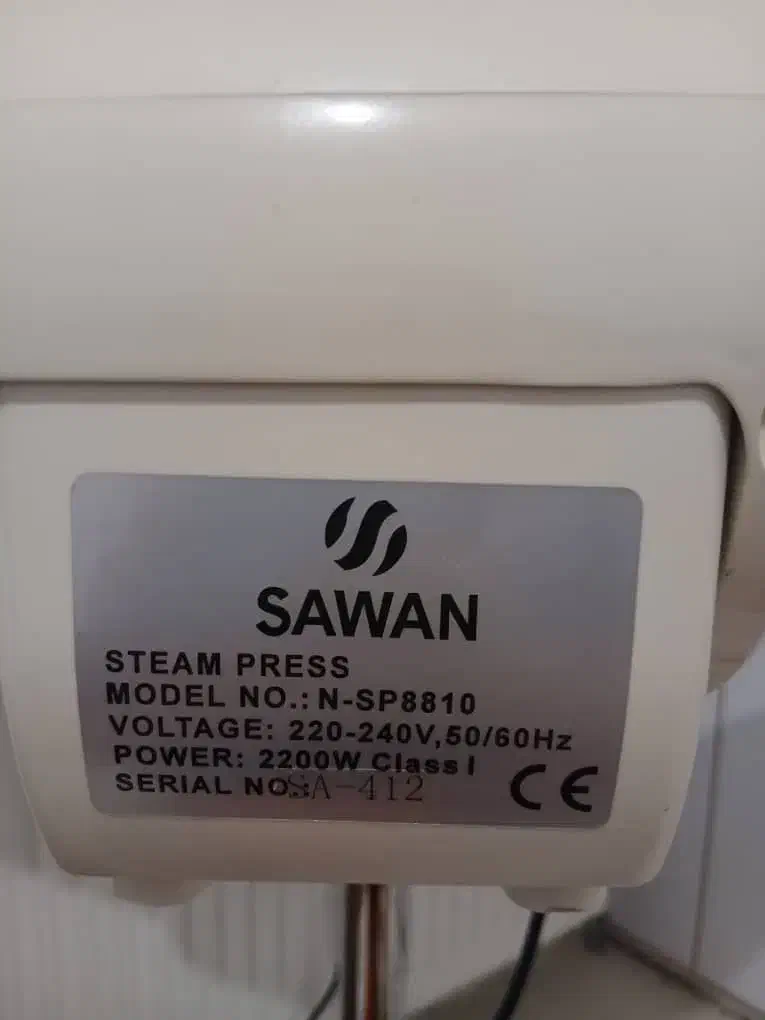 SAWAN
STEAM PRESS
MODEL NO.: N-SP8810
VOLTAGE: 220-240V,50/60Hz
POWER: 2200W Class I
SERIAL NO.: SA-412
CE